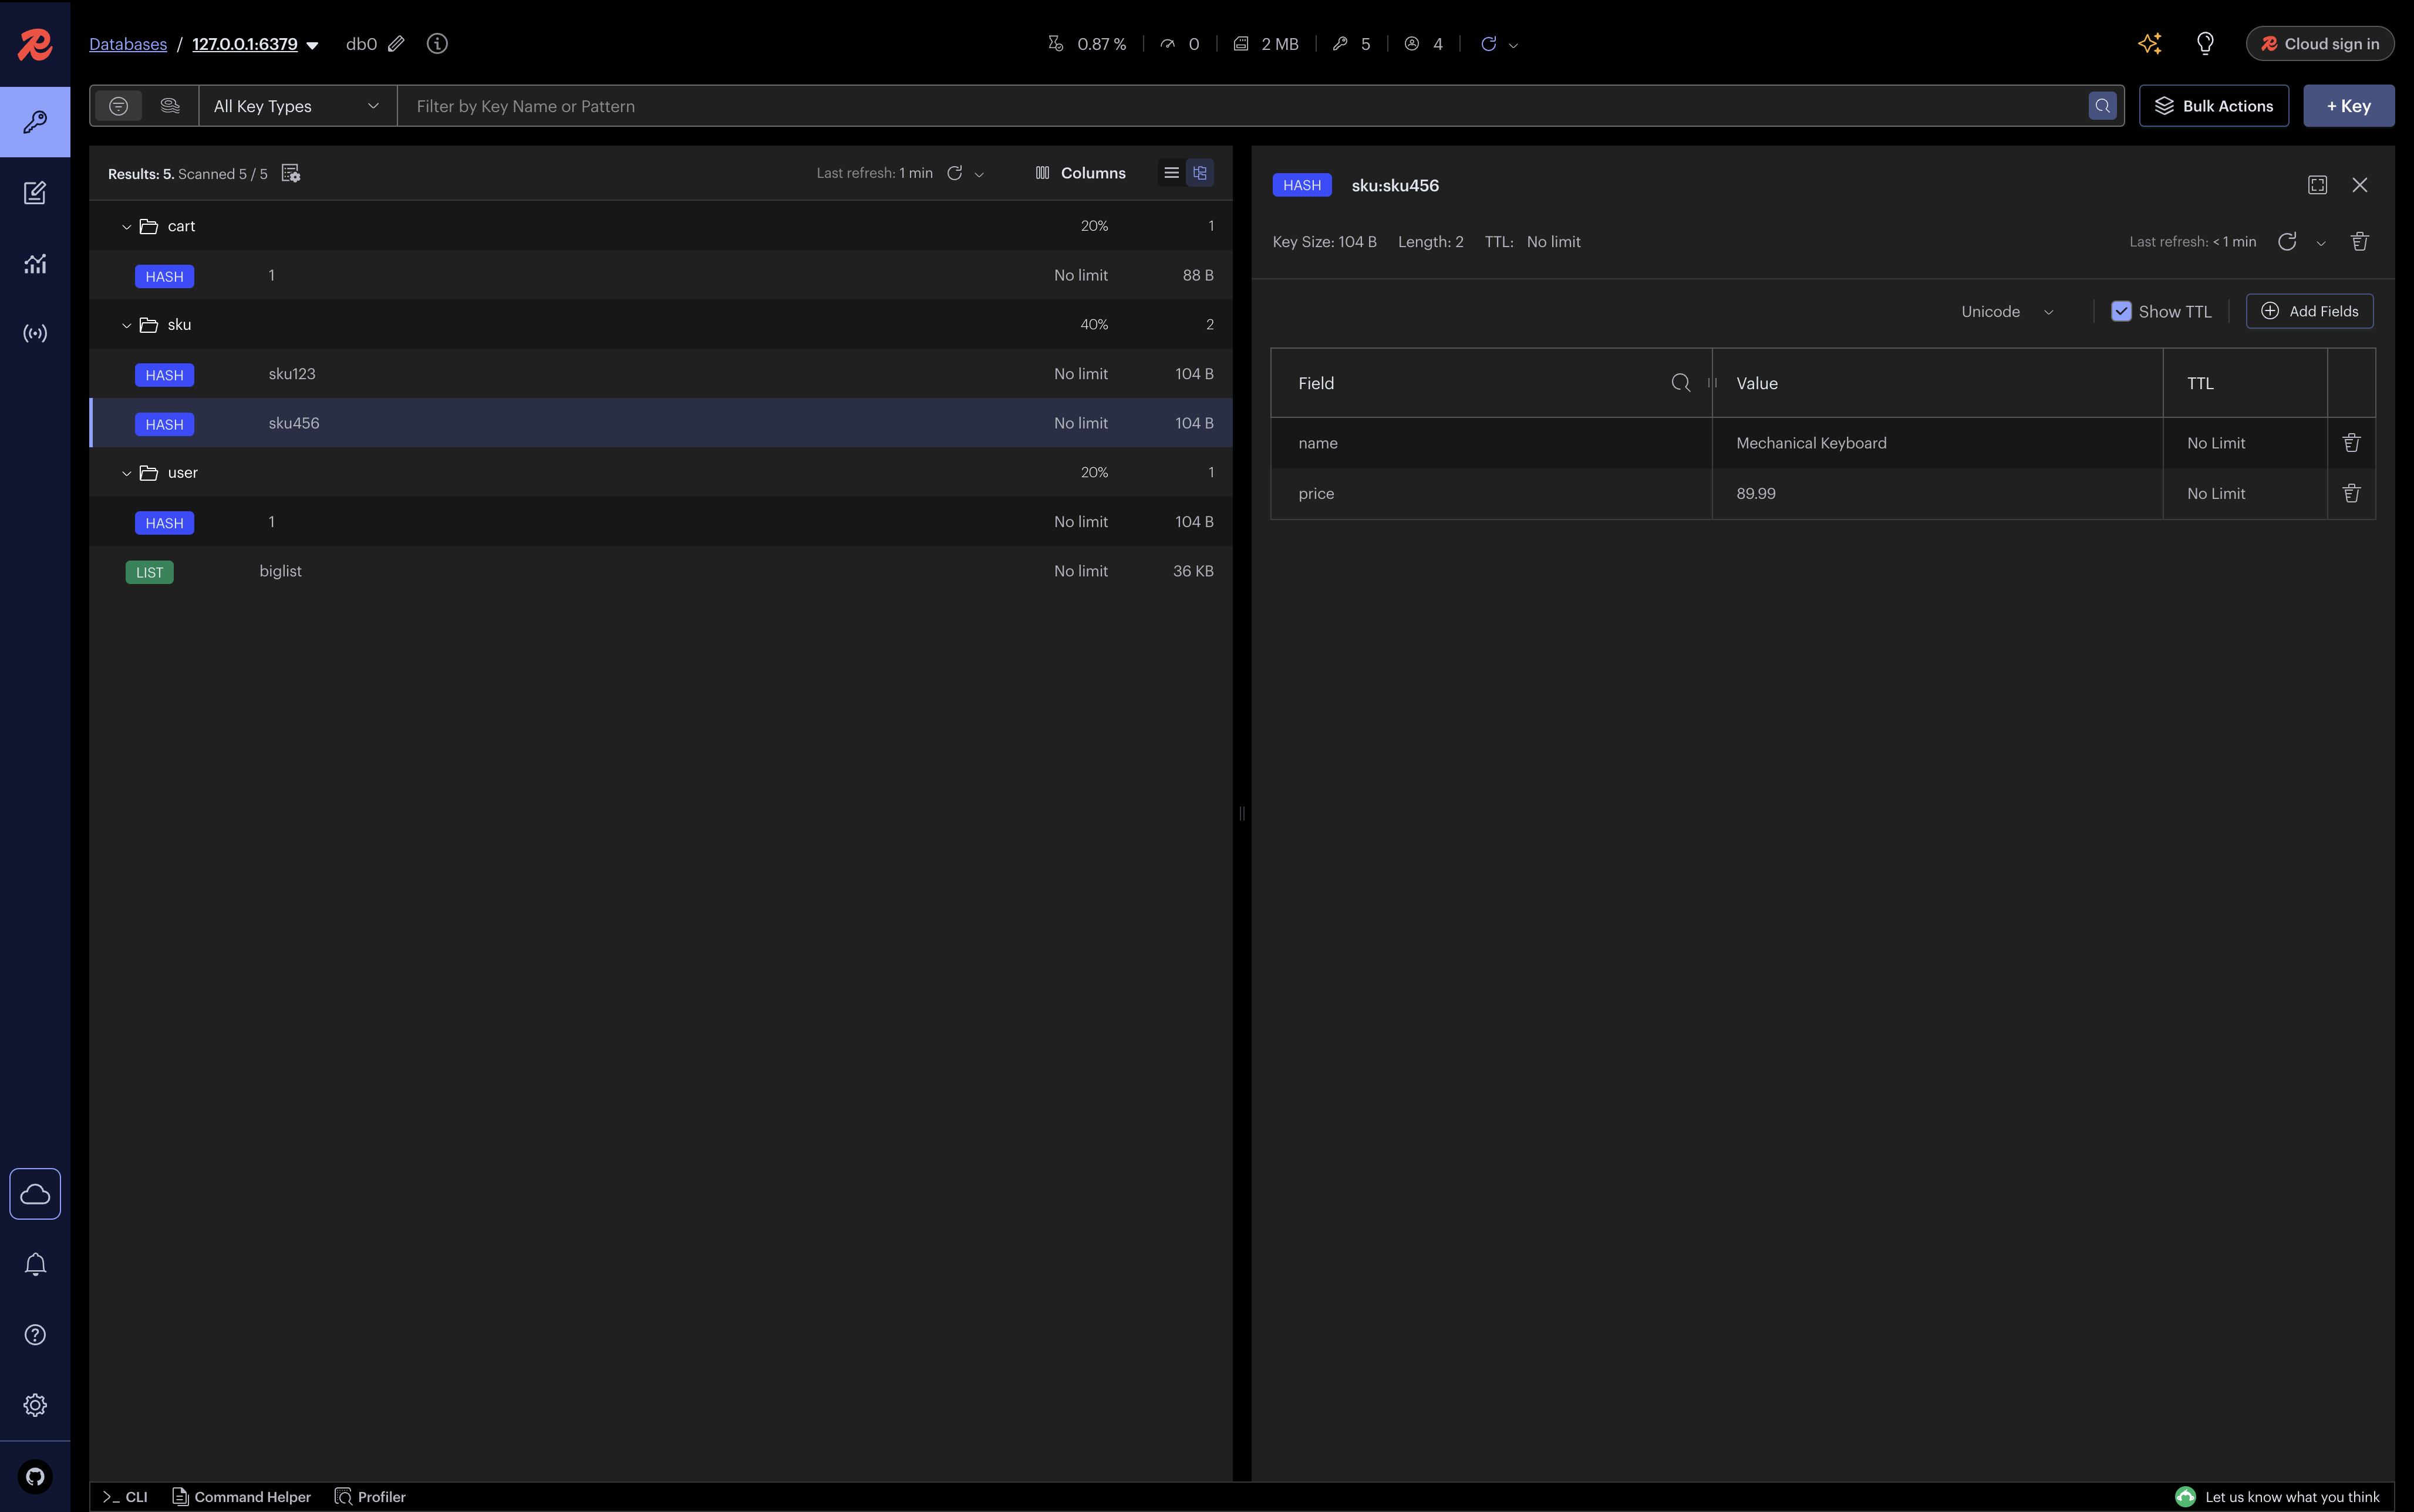 Databases / 127.0.0.1:6379 db0 0.87 % 0 2 MB 5 4 Cloud sign in
All Key Types Filter by Key Name or Pattern Bulk Actions + Key
Results: 5. Scanned 5 / 5 Last refresh: 1 min Columns
cart 20% 1
HASH 1 No limit 88 B
sku 40% 2
HASH sku123 No limit 104 B
HASH sku456 No limit 104 B
user 20% 1
HASH 1 No limit 104 B
LIST biglist No limit 36 KB
HASH sku:sku456
Key Size: 104 B Length: 2 TTL: No limit Last refresh: < 1 min
Unicode Show TTL Add Fields
Field Value TTL
name Mechanical Keyboard No Limit
price 89.99 No Limit
>_ CLI Command Helper Profiler Let us know what you think